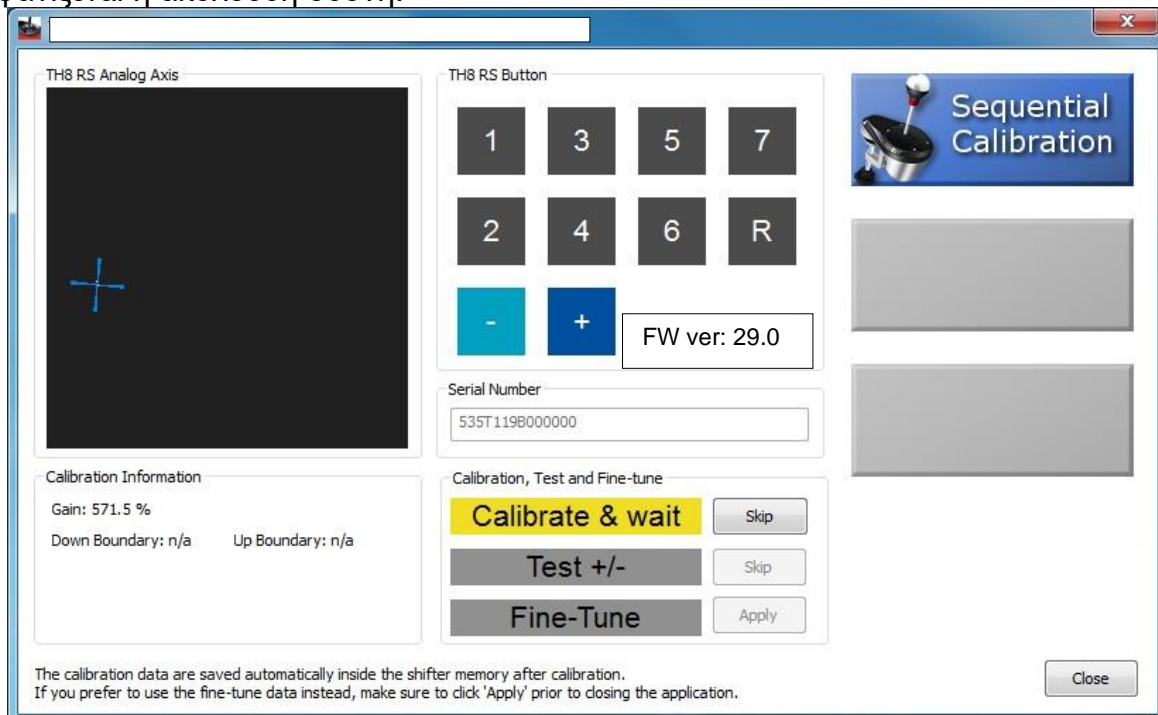 TH8 RS Analog Axis
TH8 RS Button
1 3 5 7
2 4 6 R
- +
FW ver: 29.0
Sequential
Calibration
Serial Number
535T119B000000
Calibration Information
Gain: 571.5 %
Down Boundary: n/a Up Boundary: n/a
Calibration, Test and Fine-tune
Calibrate & wait Skip
Test +/- Skip
Fine-Tune Apply
The calibration data are saved automatically inside the shifter memory after calibration.
If you prefer to use the fine-tune data instead, make sure to click 'Apply' prior to closing the application.
Close